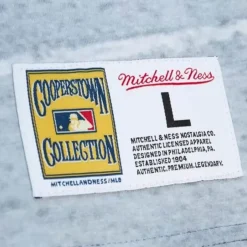 COOPERSTOWN
COLLECTION
MITCHELLANDNESS/MLB
Mitchell & Ness
L
MITCHELL & NESS NOSTALGIA CO.
AUTHENTIC LICENSED APPAREL
DESIGNED IN PHILADELPHIA, PA.
ESTABLISHED 1904
AUTHENTIC. PREMIUM. LEGENDARY.